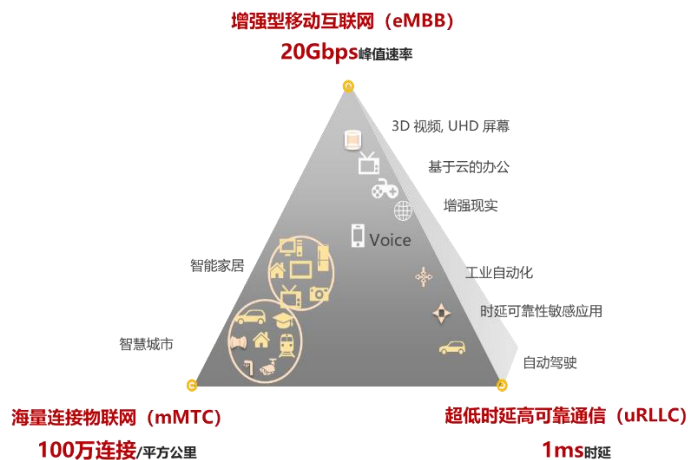 增强型移动互联网（eMBB）
20Gbps峰值速率
3D 视频, UHD 屏幕
基于云的办公
增强现实
Voice
智能家居
工业自动化
时延可靠性敏感应用
智慧城市
自动驾驶
海量连接物联网（mMTC）
100万连接/平方公里
超低时延高可靠通信（uRLLC）
1ms时延